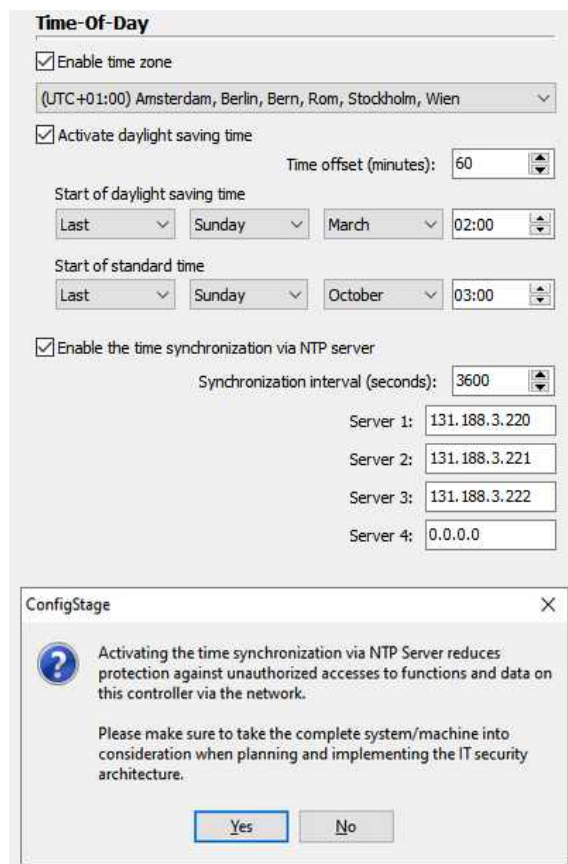 Time-Of-Day
Enable time zone
(UTC+01:00) Amsterdam, Berlin, Bern, Rom, Stockholm, Wien
Activate daylight saving time
Time offset (minutes): 60
Start of daylight saving time
Last Sunday March 02:00
Start of standard time
Last Sunday October 03:00
Enable the time synchronization via NTP server
Synchronization interval (seconds): 3600
Server 1: 131.188.3.220
Server 2: 131.188.3.221
Server 3: 131.188.3.222
Server 4: 0.0.0.0
ConfigStage
Activating the time synchronization via NTP Server reduces
protection against unauthorized accesses to functions and data on
this controller via the network.
Please make sure to take the complete system/machine into
consideration when planning and implementing the IT security
architecture.
Yes No